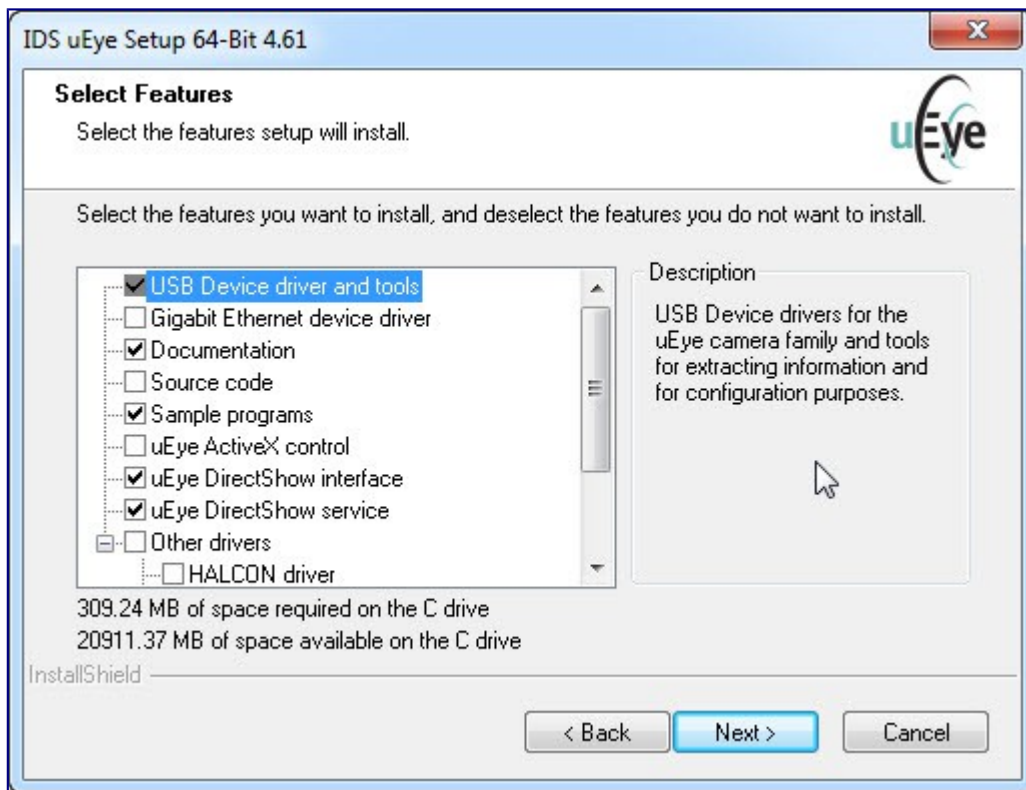 IDS uEye Setup 64-Bit 4.61
Select Features
Select the features setup will install.
uEye
Select the features you want to install, and deselect the features you do not want to install.
USB Device driver and tools
Gigabit Ethernet device driver
Documentation
Source code
Sample programs
uEye ActiveX control
uEye DirectShow interface
uEye DirectShow service
Other drivers
HALCON driver
Description
USB Device drivers for the
uEye camera family and tools
for extracting information and
for configuration purposes.
309.24 MB of space required on the C drive
20911.37 MB of space available on the C drive
InstallShield
< Back
Next >
Cancel